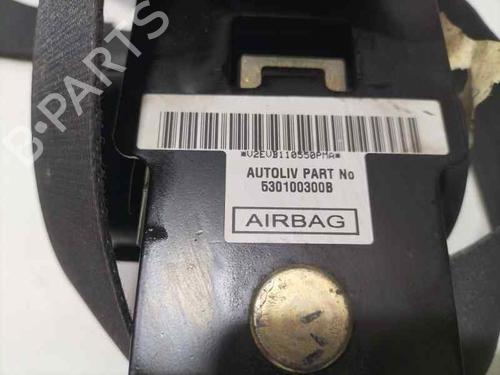 B-PARTS
*V2EVB110550PMA*
AUTOLIV PART No
530100300B
AIRBAG